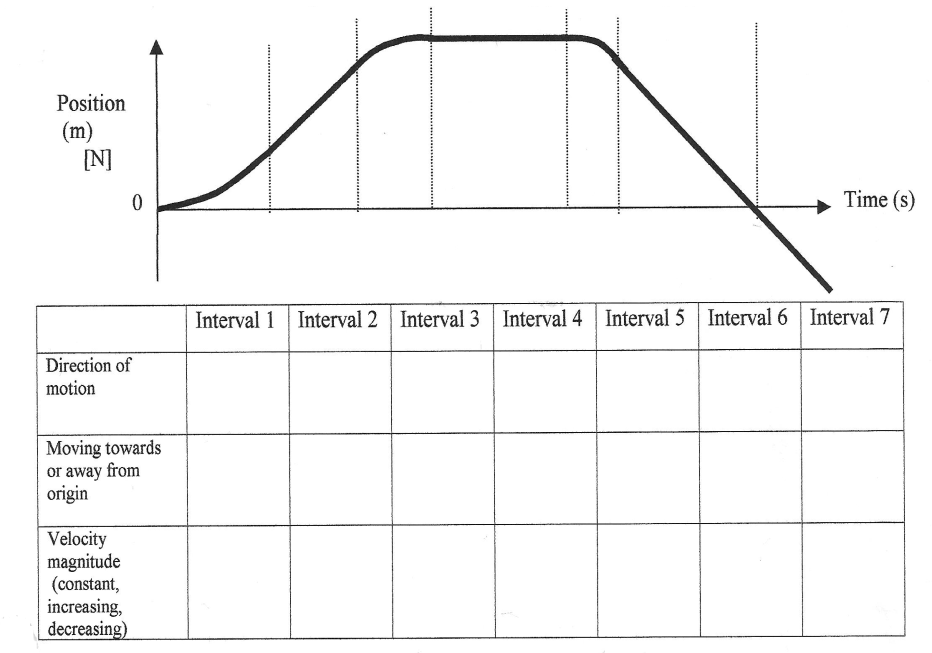 Position
(m)
[N]
0
Time (s)
Interval 1 Interval 2 Interval 3 Interval 4 Interval 5 Interval 6 Interval 7
Direction of
motion
Moving towards
or away from
origin
Velocity
magnitude
(constant,
increasing,
decreasing)